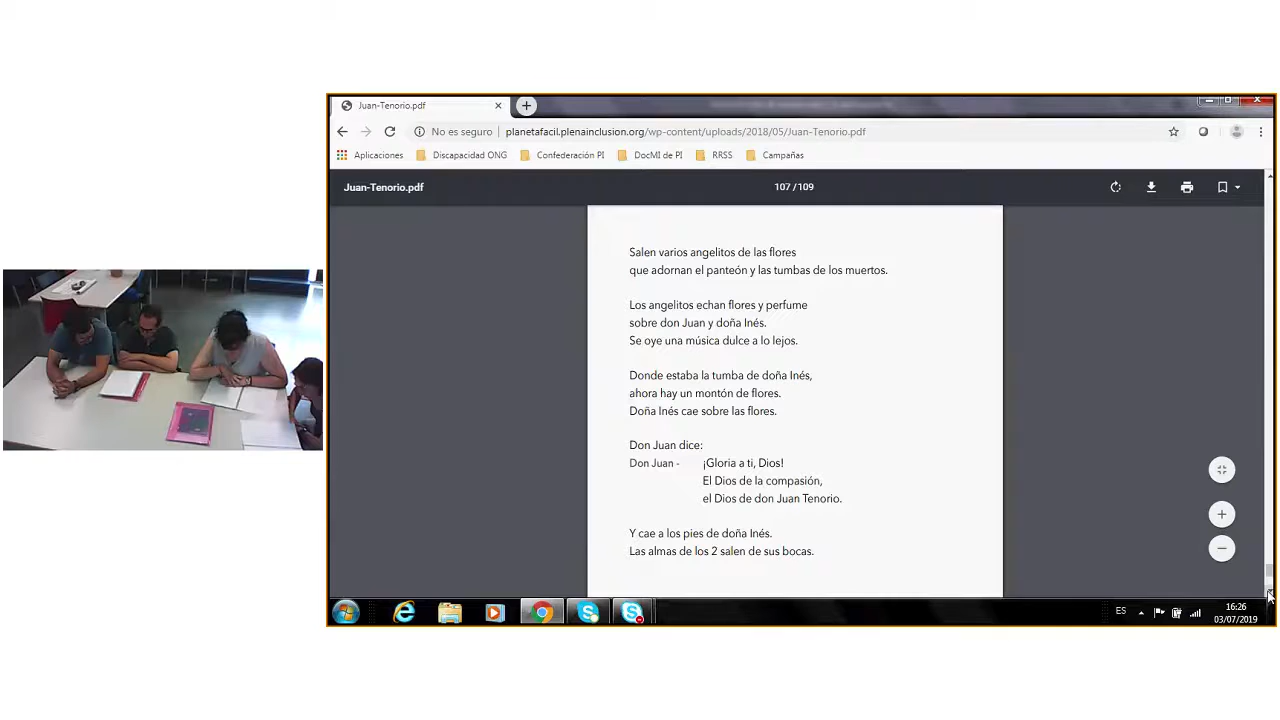 Juan-Tenorio.pdf
No es seguro
planetafacil.plenainclusion.org/wp-content/uploads/2018/05/Juan-Tenorio.pdf
Aplicaciones
Discapacidad ONG
Confederación PI
DocMI de PI
RRSS
Campañas
Juan-Tenorio.pdf
107 / 109
Salen varios angelitos de las flores
que adornan el panteón y las tumbas de los muertos.
Los angelitos echan flores y perfume
sobre don Juan y doña Inés.
Se oye una música dulce a lo lejos.
Donde estaba la tumba de doña Inés,
ahora hay un montón de flores.
Doña Inés cae sobre las flores.
Don Juan dice:
Don Juan - ¡Gloria a ti, Dios!
El Dios de la compasión,
el Dios de don Juan Tenorio.
Y cae a los pies de doña Inés.
Las almas de los 2 salen de sus bocas.
ES
16:26
03/07/2019